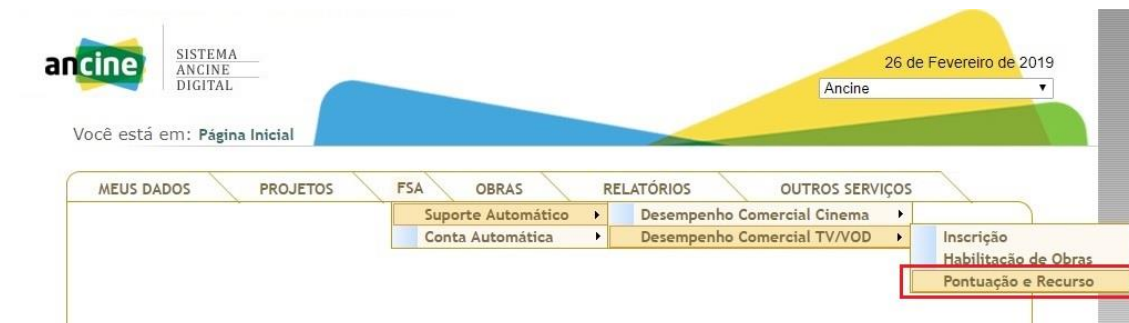 ancine
SISTEMA
ANCINE
DIGITAL
26 de Fevereiro de 2019
Ancine
Você está em: Página Inicial
MEUS DADOS PROJETOS FSA OBRAS RELATÓRIOS OUTROS SERVIÇOS
Suporte Automático Desempenho Comercial Cinema
Conta Automática Desempenho Comercial TV/VOD Inscrição
Habilitação de Obras
Pontuação e Recurso